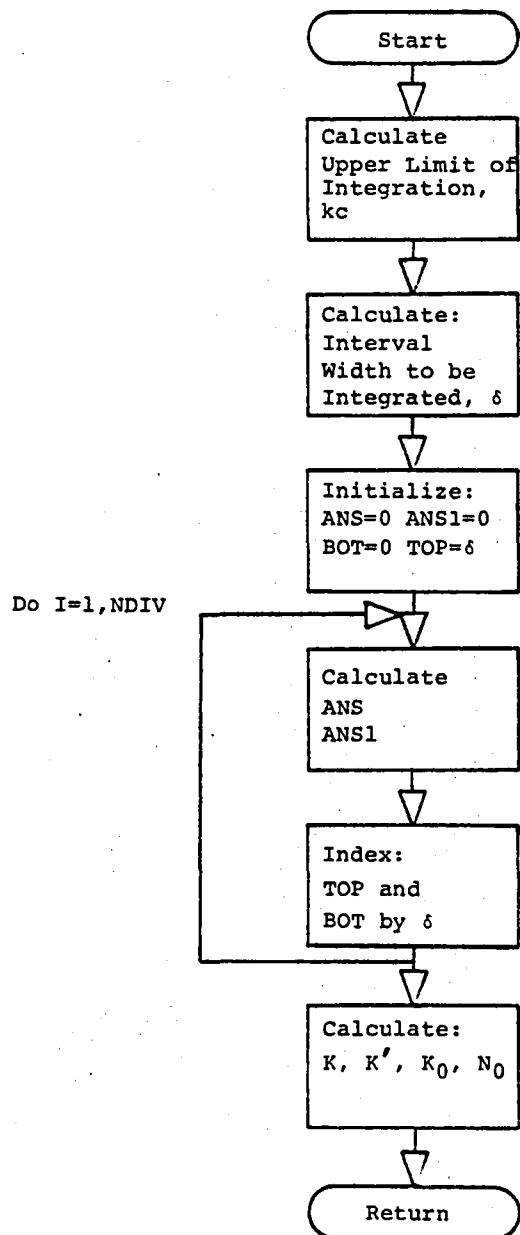 Start
Calculate
Upper Limit of
Integration,
kc
Calculate:
Interval
Width to be
Integrated, δ
Initialize:
ANS=0 ANS1=0
BOT=0 TOP=δ
Do I=1,NDIV
Calculate
ANS
ANS1
Index:
TOP and
BOT by δ
Calculate:
K, K′, K₀, N₀
Return